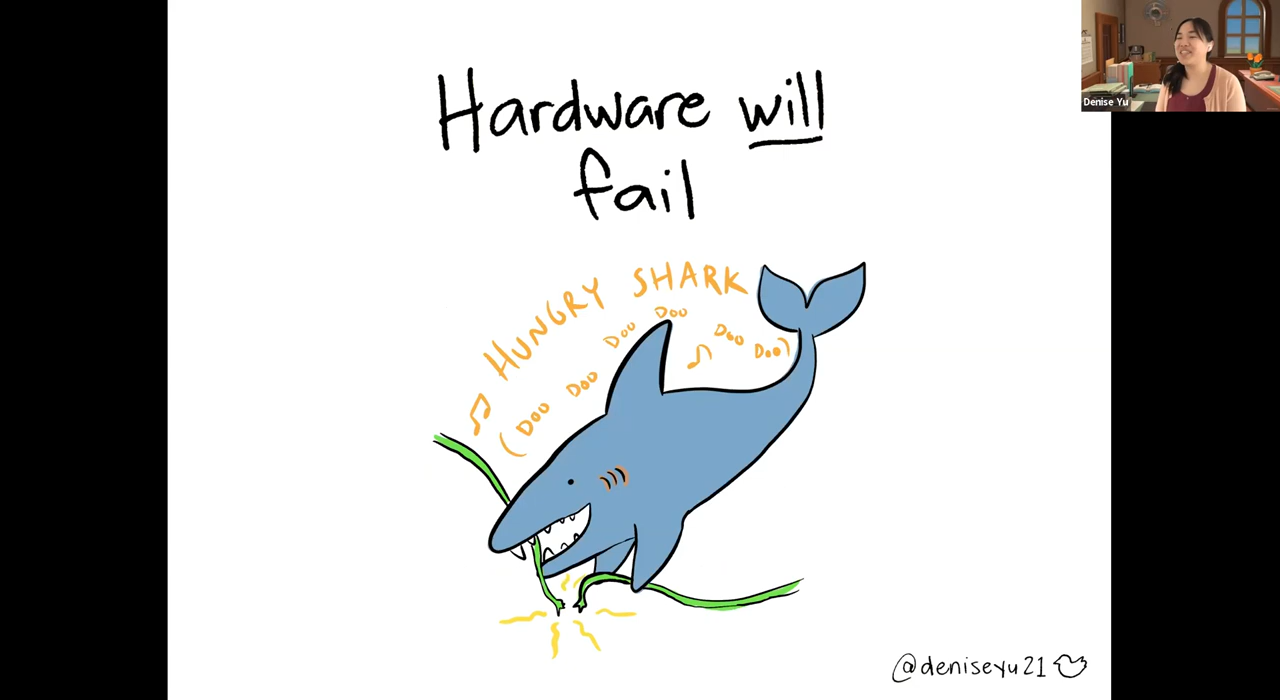 Hardware will
fail
HUNGRY SHARK
(DOO DOO DOO DOO DOO DOO)
@deniseyu21
Denise Yu